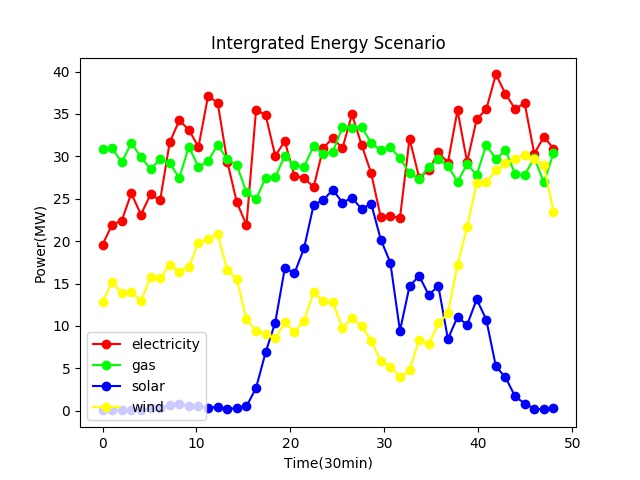 Intergrated Energy Scenario
Power(MW)
40
35
30
25
20
15
10
5
0
electricity
gas
solar
wind
0 10 20 30 40 50
Time(30min)